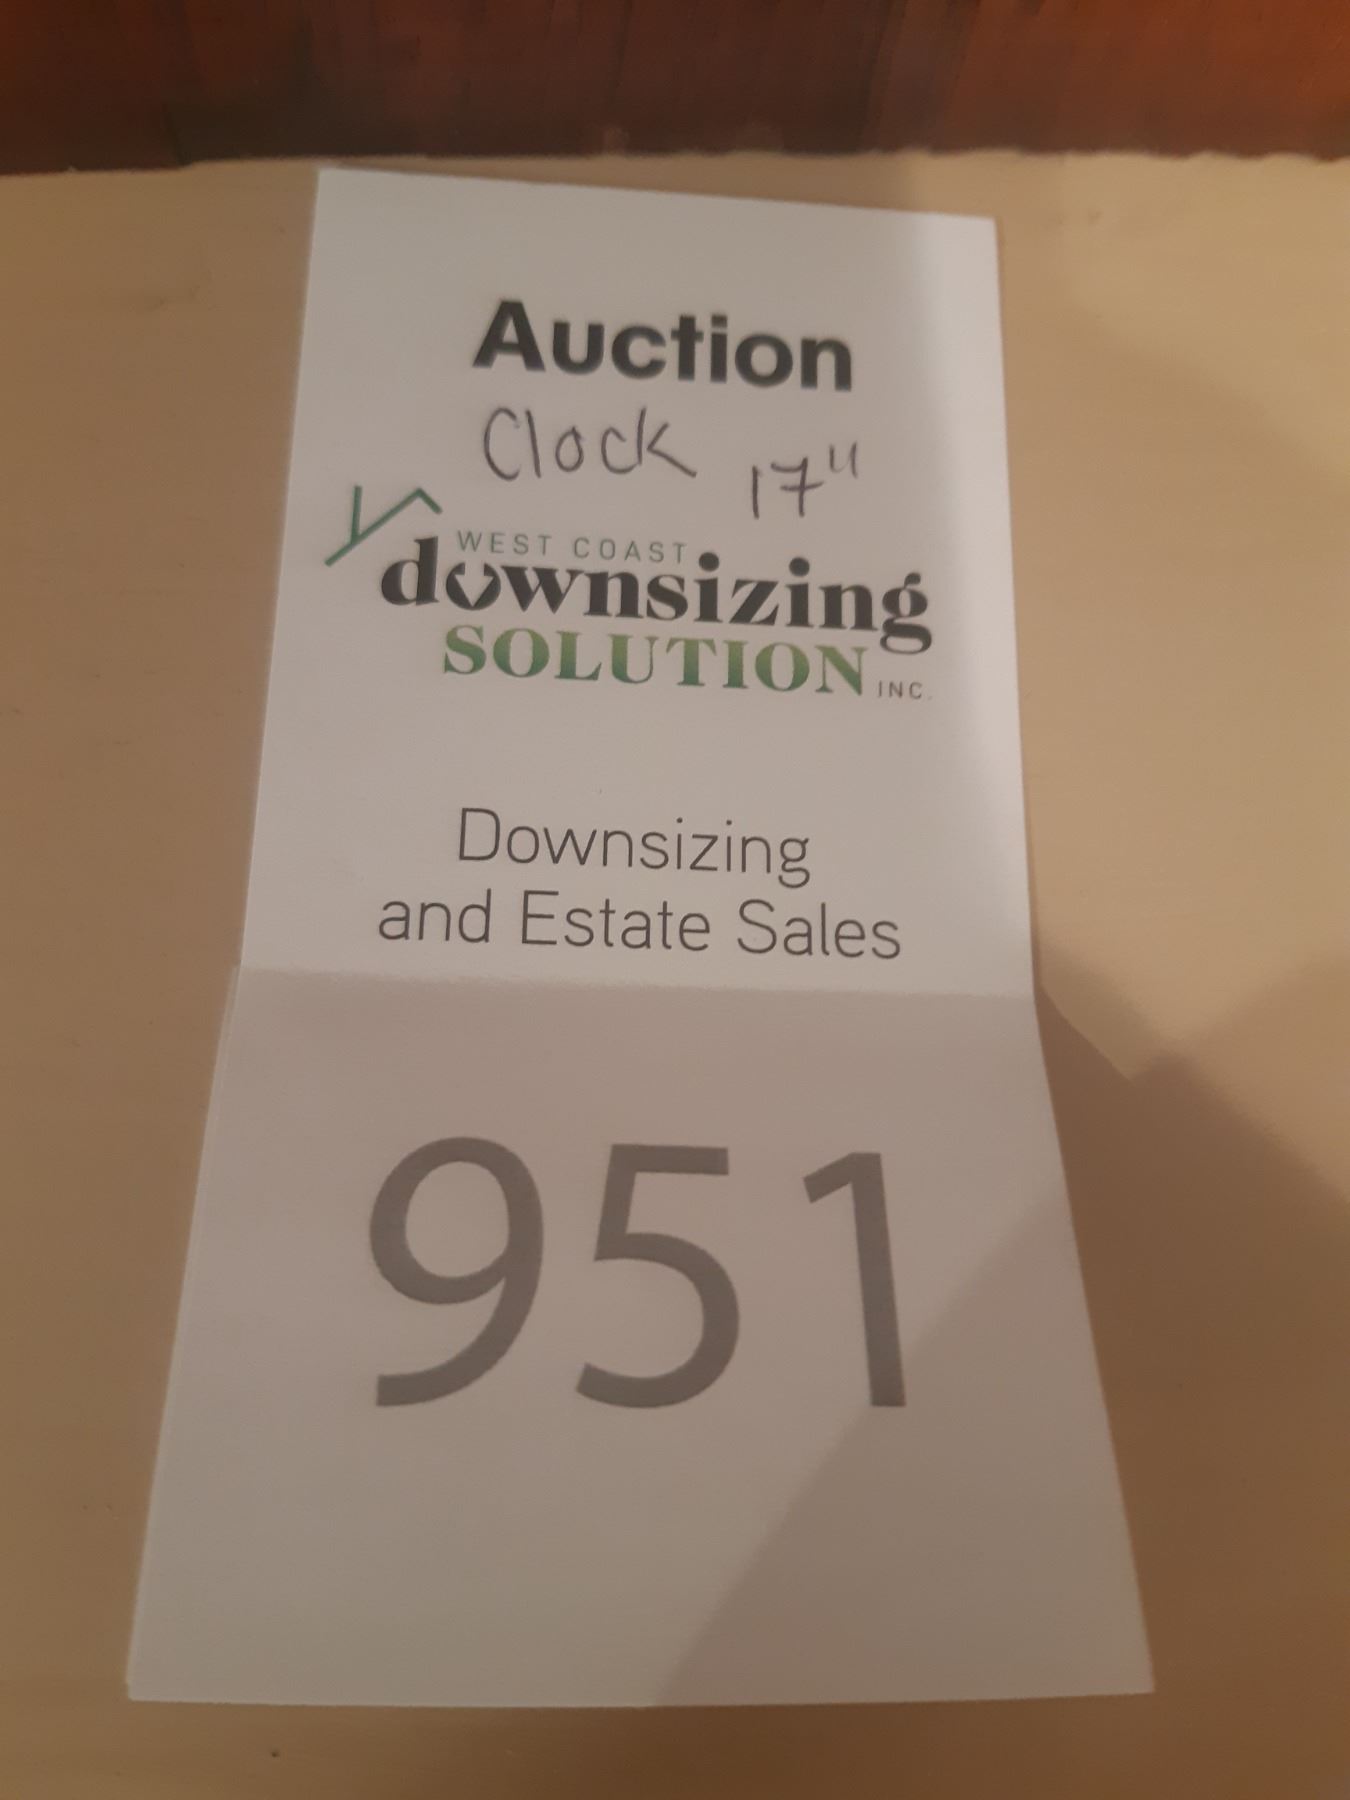 Auction
Clock 17"
WEST COAST
downsizing
SOLUTION INC.
Downsizing
and Estate Sales
951